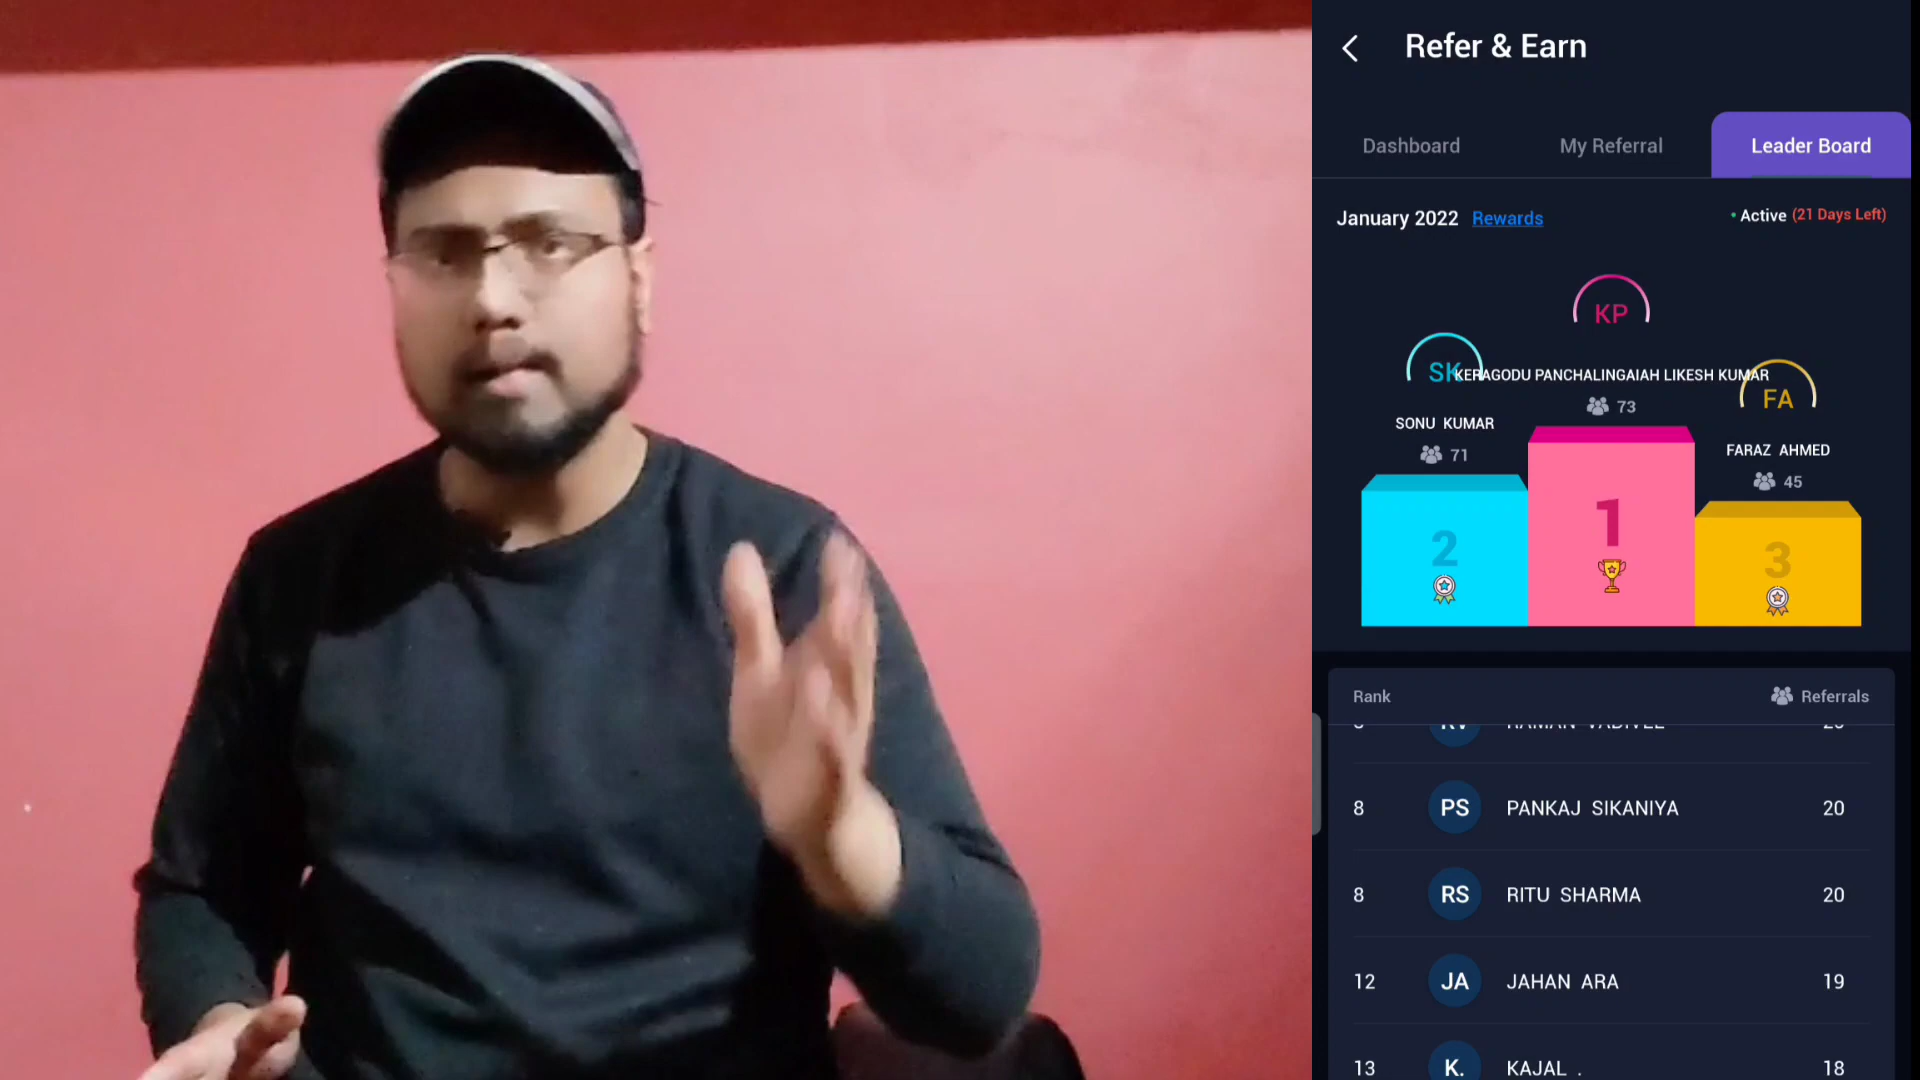 Refer & Earn
Dashboard
My Referral
Leader Board
January 2022 Rewards
Active (21 Days Left)
KP
SK
KERAGODU PANCHALINGAIAH LIKESH KUMAR
FA
73
SONU KUMAR
71
FARAZ AHMED
45
1
2
3
Rank
Referrals
8 PS PANKAJ SIKANIYA 20
8 RS RITU SHARMA 20
12 JA JAHAN ARA 19
13 K. KAJAL . 18